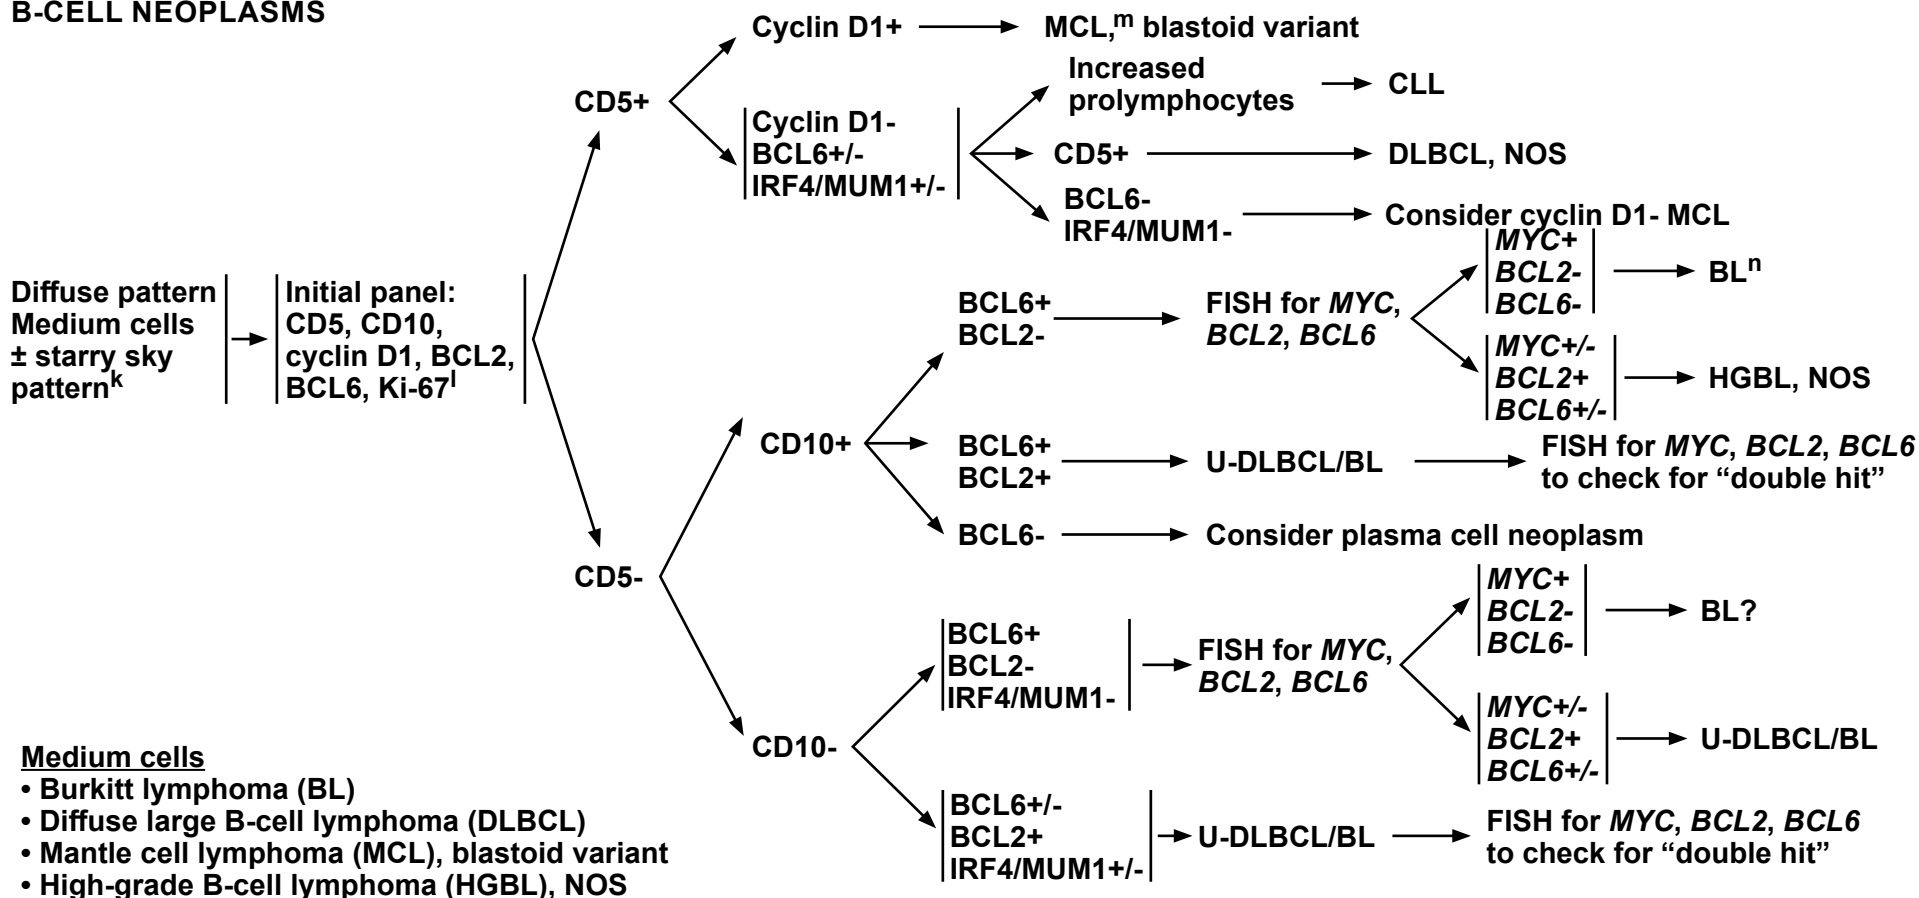 B-CELL NEOPLASMS
Cyclin D1+
MCL,m blastoid variant
CD5+
Increased
prolymphocytes
CLL
Cyclin D1-
BCL6+/-
IRF4/MUM1+/-
CD5+
DLBCL, NOS
BCL6-
IRF4/MUM1-
Consider cyclin D1- MCL
Diffuse pattern
Medium cells
± starry sky
patternk
Initial panel:
CD5, CD10,
cyclin D1, BCL2,
BCL6, Ki-67l
BCL6+
BCL2-
FISH for MYC,
BCL2, BCL6
MYC+
BCL2-
BCL6-
BLn
MYC+/-
BCL2+
BCL6+/-
HGBL, NOS
CD10+
BCL6+
BCL2+
U-DLBCL/BL
FISH for MYC, BCL2, BCL6
to check for “double hit”
BCL6-
Consider plasma cell neoplasm
CD5-
BCL6+
BCL2-
IRF4/MUM1-
FISH for MYC,
BCL2, BCL6
MYC+
BCL2-
BCL6-
BL?
MYC+/-
BCL2+
BCL6+/-
U-DLBCL/BL
CD10-
BCL6+/-
BCL2+
IRF4/MUM1+/-
U-DLBCL/BL
FISH for MYC, BCL2, BCL6
to check for “double hit”
Medium cells
• Burkitt lymphoma (BL)
• Diffuse large B-cell lymphoma (DLBCL)
• Mantle cell lymphoma (MCL), blastoid variant
• High-grade B-cell lymphoma (HGBL), NOS